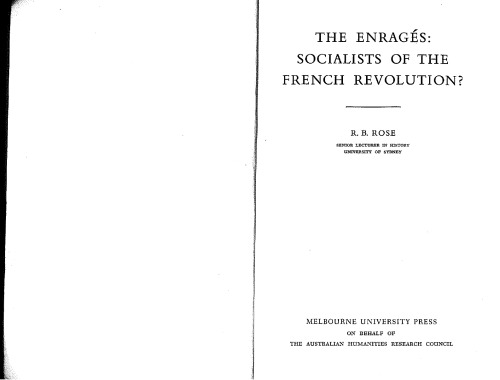 THE ENRAGÉS:
SOCIALISTS OF THE
FRENCH REVOLUTION?
R. B. ROSE
SENIOR LECTURER IN HISTORY
UNIVERSITY OF SYDNEY
MELBOURNE UNIVERSITY PRESS
ON BEHALF OF
THE AUSTRALIAN HUMANITIES RESEARCH COUNCIL